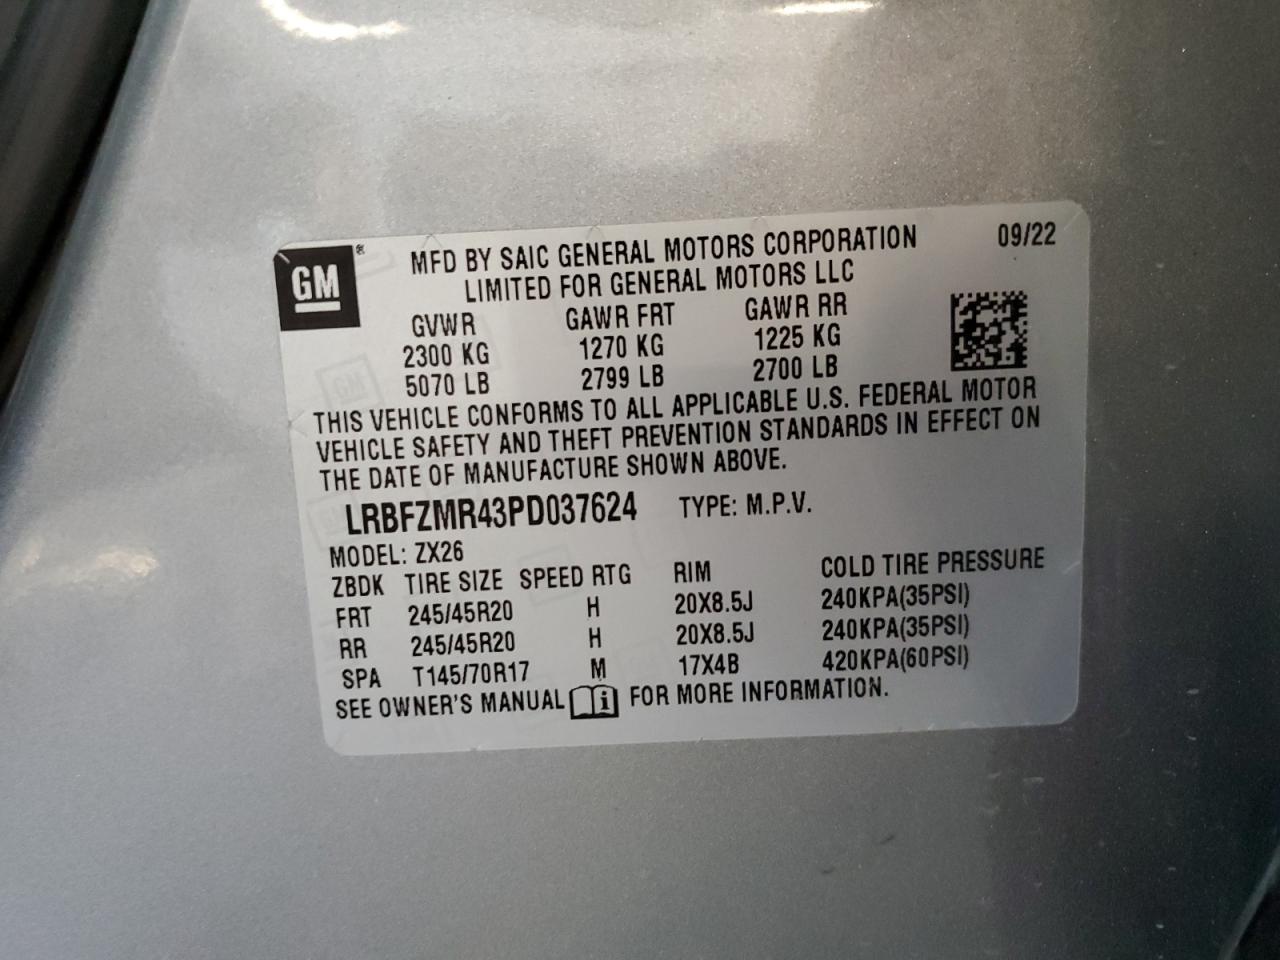 GM ®
MFD BY SAIC GENERAL MOTORS CORPORATION 09/22
LIMITED FOR GENERAL MOTORS LLC
GVWR GAWR FRT GAWR RR
2300 KG 1270 KG 1225 KG
5070 LB 2799 LB 2700 LB
THIS VEHICLE CONFORMS TO ALL APPLICABLE U.S. FEDERAL MOTOR
VEHICLE SAFETY AND THEFT PREVENTION STANDARDS IN EFFECT ON
THE DATE OF MANUFACTURE SHOWN ABOVE.
LRBFZMR43PD037624 TYPE: M.P.V.
MODEL: ZX26
ZBDK TIRE SIZE SPEED RTG RIM COLD TIRE PRESSURE
FRT 245/45R20 H 20X8.5J 240KPA(35PSI)
RR 245/45R20 H 20X8.5J 240KPA(35PSI)
SPA T145/70R17 M 17X4B 420KPA(60PSI)
SEE OWNER'S MANUAL i FOR MORE INFORMATION.